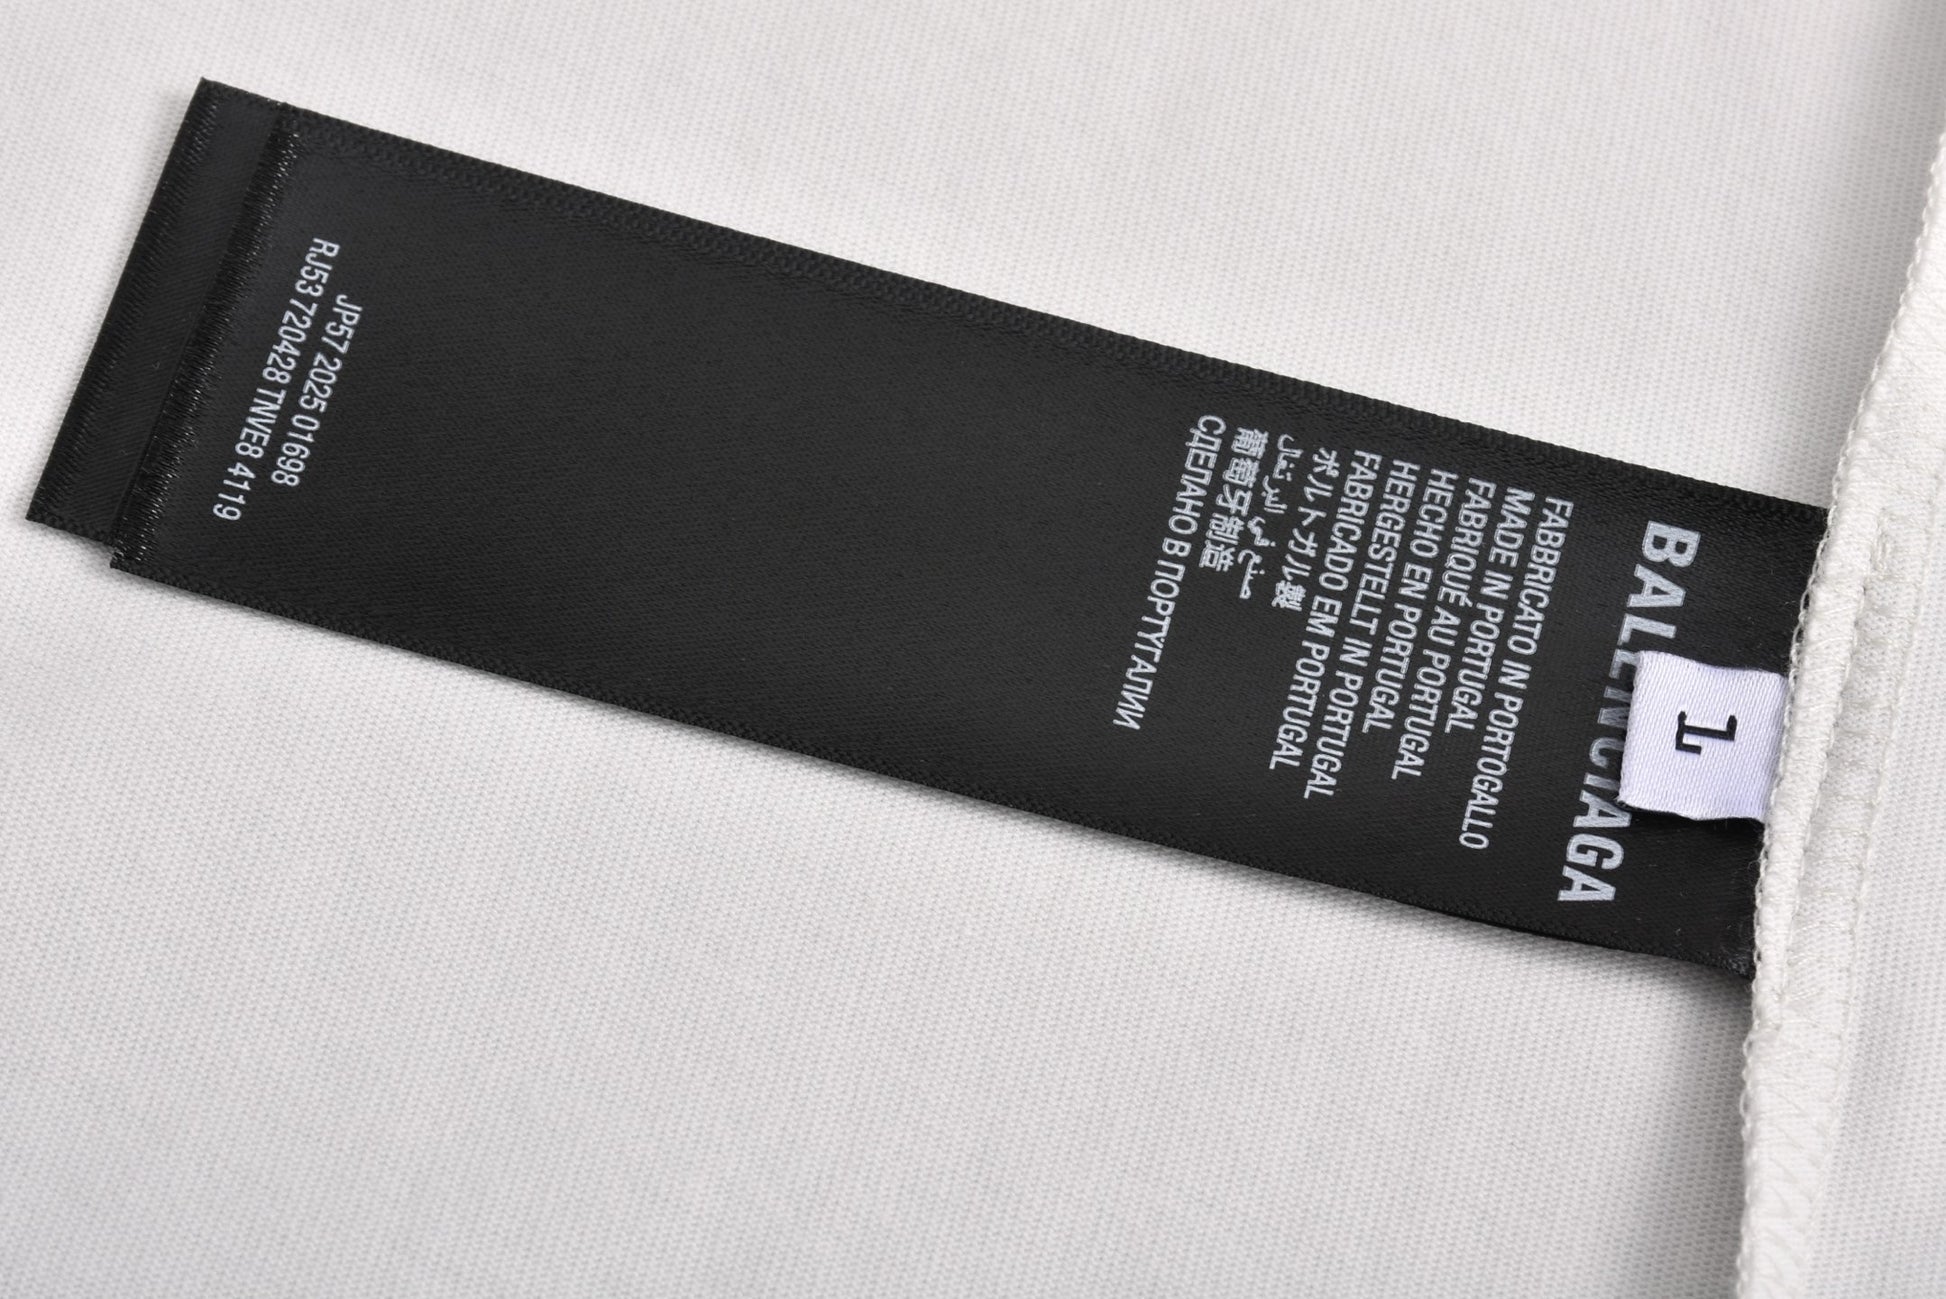 BALENCIAGA
L
FABBRICATO IN PORTOGALLO
MADE IN PORTUGAL
FABRIQUÉ AU PORTUGAL
HECHO EN PORTUGAL
HERGESTELLT IN PORTUGAL
FABRICADO EM PORTUGAL
ポルトガル製
صنع في البرتغال
葡萄牙制造
СДЕЛАНО В ПОРТУГАЛИИ
JP57 2025 01698
RJ53 720428 TNVE8 4119